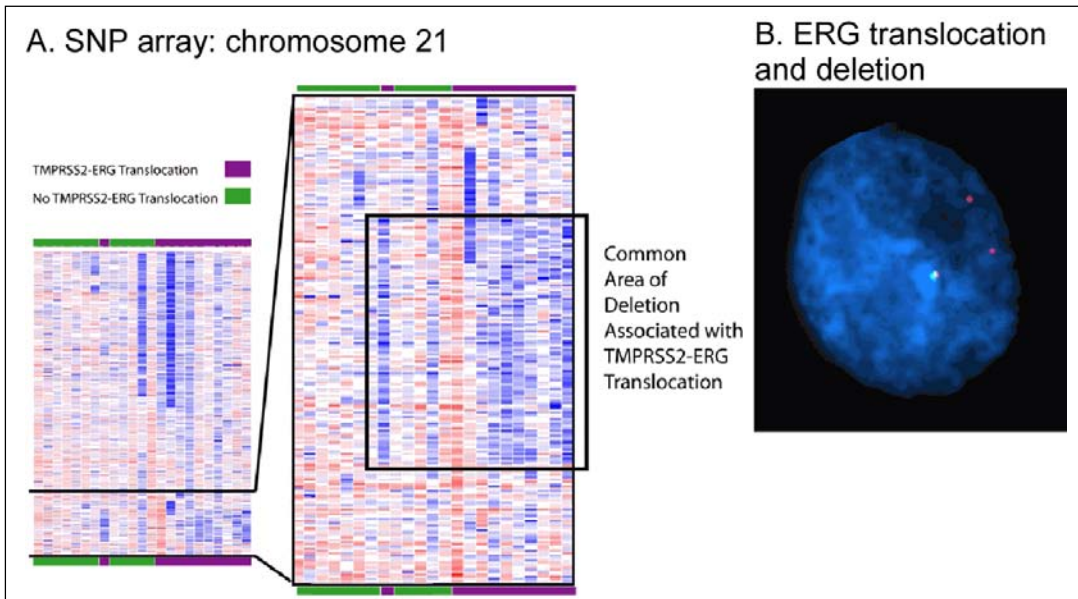 A. SNP array: chromosome 21
TMPRSS2-ERG Translocation
No TMPRSS2-ERG Translocation
Common
Area of
Deletion
Associated with
TMPRSS2-ERG
Translocation
B. ERG translocation
and deletion